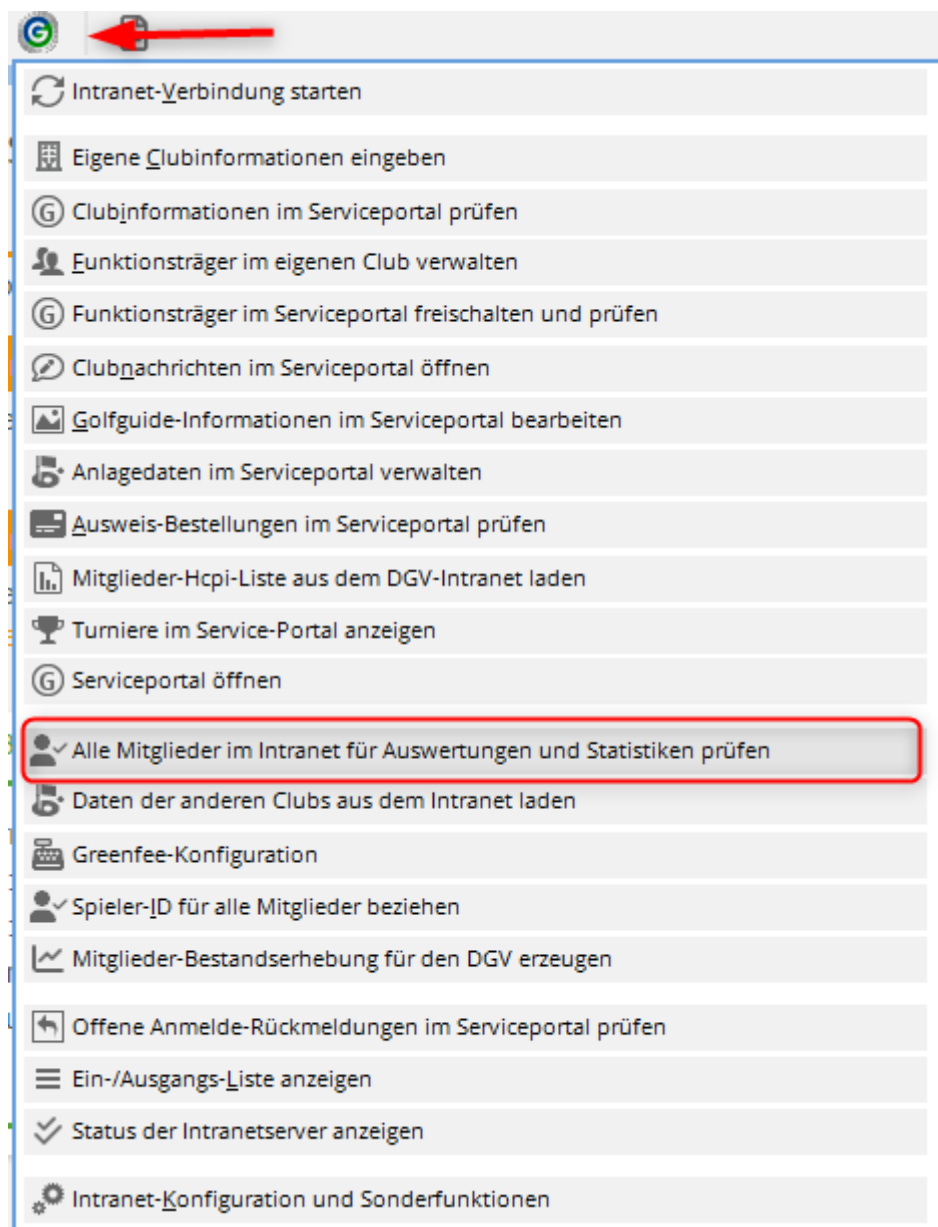 Intranet-Verbindung starten
Eigene Clubinformationen eingeben
Clubinformationen im Serviceportal prüfen
Funktionsträger im eigenen Club verwalten
Funktionsträger im Serviceportal freischalten und prüfen
Clubnachrichten im Serviceportal öffnen
Golfguide-Informationen im Serviceportal bearbeiten
Anlagedaten im Serviceportal verwalten
Ausweis-Bestellungen im Serviceportal prüfen
Mitglieder-Hcpi-Liste aus dem DGV-Intranet laden
Turniere im Service-Portal anzeigen
Serviceportal öffnen
Alle Mitglieder im Intranet für Auswertungen und Statistiken prüfen
Daten der anderen Clubs aus dem Intranet laden
Greenfee-Konfiguration
Spieler-ID für alle Mitglieder beziehen
Mitglieder-Bestandserhebung für den DGV erzeugen
Offene Anmelde-Rückmeldungen im Serviceportal prüfen
Ein-/Ausgangs-Liste anzeigen
Status der Intranetserver anzeigen
Intranet-Konfiguration und Sonderfunktionen